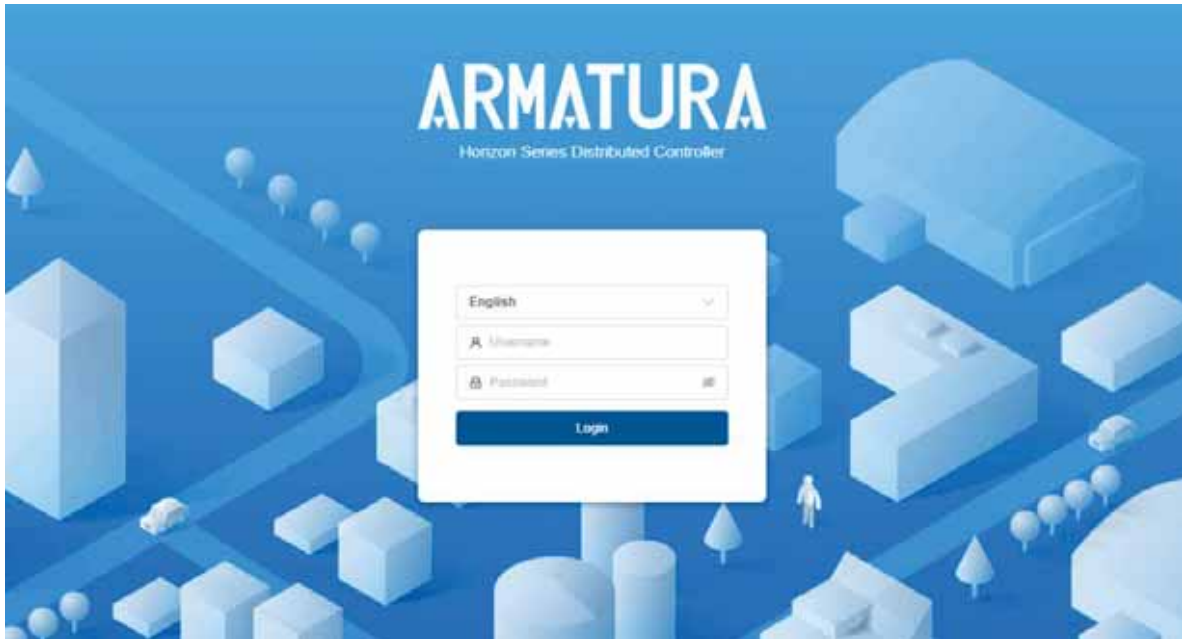 ARMATURA
Horizon Series Distributed Controller
English
Username
Password
Login